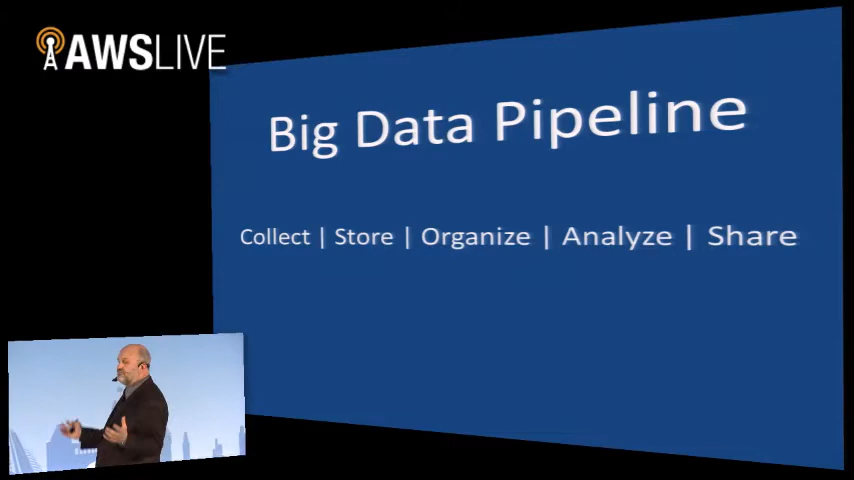 AWSLIVE
Big Data Pipeline
Collect | Store | Organize | Analyze | Share